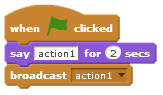 when clicked
say action1 for 2 secs
broadcast action1